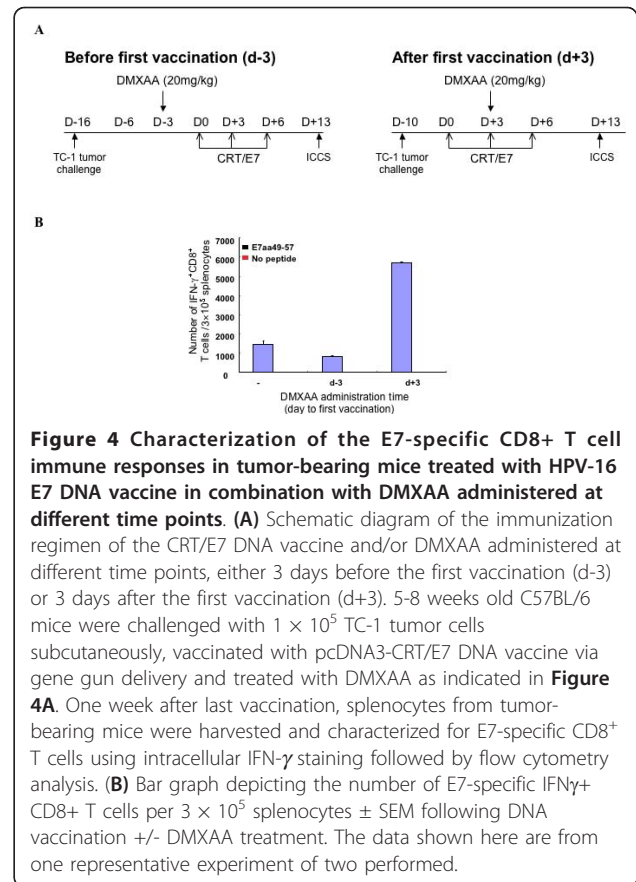 A
Before first vaccination (d-3)
DMXAA (20mg/kg)
D-16 D-6 D-3 D0 D+3 D+6 D+13
TC-1 tumor
challenge
CRT/E7
ICCS
After first vaccination (d+3)
DMXAA (20mg/kg)
D-10 D0 D+3 D+6 D+13
TC-1 tumor
challenge
CRT/E7
ICCS
B
Number of IFN-γ⁺CD8⁺
T cells /3×10⁵ splenocytes
7000
6000
5000
4000
3000
2000
1000
0
E7aa49-57
No peptide
- d-3 d+3
DMXAA administration time
(day to first vaccination)
Figure 4 Characterization of the E7-specific CD8+ T cell
immune responses in tumor-bearing mice treated with HPV-16
E7 DNA vaccine in combination with DMXAA administered at
different time points. (A) Schematic diagram of the immunization
regimen of the CRT/E7 DNA vaccine and/or DMXAA administered at
different time points, either 3 days before the first vaccination (d-3)
or 3 days after the first vaccination (d+3). 5-8 weeks old C57BL/6
mice were challenged with 1 × 10⁵ TC-1 tumor cells
subcutaneously, vaccinated with pcDNA3-CRT/E7 DNA vaccine via
gene gun delivery and treated with DMXAA as indicated in Figure
4A. One week after last vaccination, splenocytes from tumor-
bearing mice were harvested and characterized for E7-specific CD8⁺
T cells using intracellular IFN-γ staining followed by flow cytometry
analysis. (B) Bar graph depicting the number of E7-specific IFNγ+
CD8+ T cells per 3 × 10⁵ splenocytes ± SEM following DNA
vaccination +/- DMXAA treatment. The data shown here are from
one representative experiment of two performed.